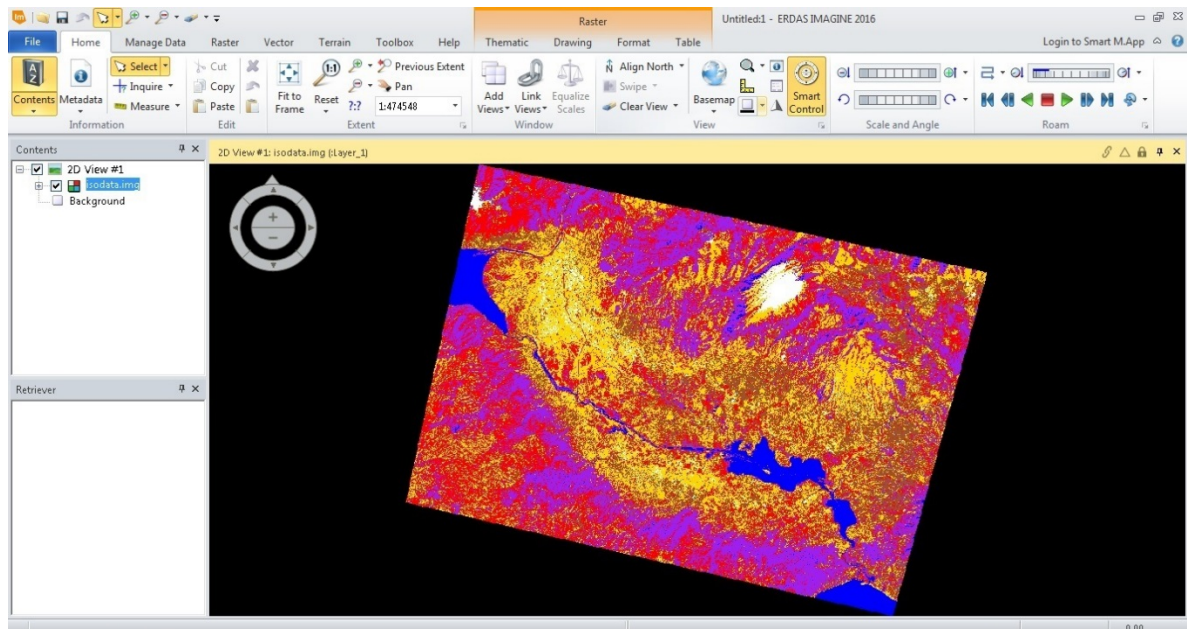 Raster
Untitled:1 - ERDAS IMAGINE 2016
File Home Manage Data Raster Vector Terrain Toolbox Help Thematic Drawing Format Table Login to Smart M.App
Contents
Metadata
Select
Inquire
Measure
Information
Cut
Copy
Paste
Edit
Fit to
Frame
1:1
Reset
?:?
Previous Extent
Pan
1:474548
Extent
Add
Views
Link
Views
Equalize
Scales
Window
Align North
Swipe
Clear View
Basemap
Smart
Control
View
Scale and Angle
Roam
Contents
2D View #1
isodata.img
Background
Retriever
2D View #1: isodata.img (:Layer_1)
0.00